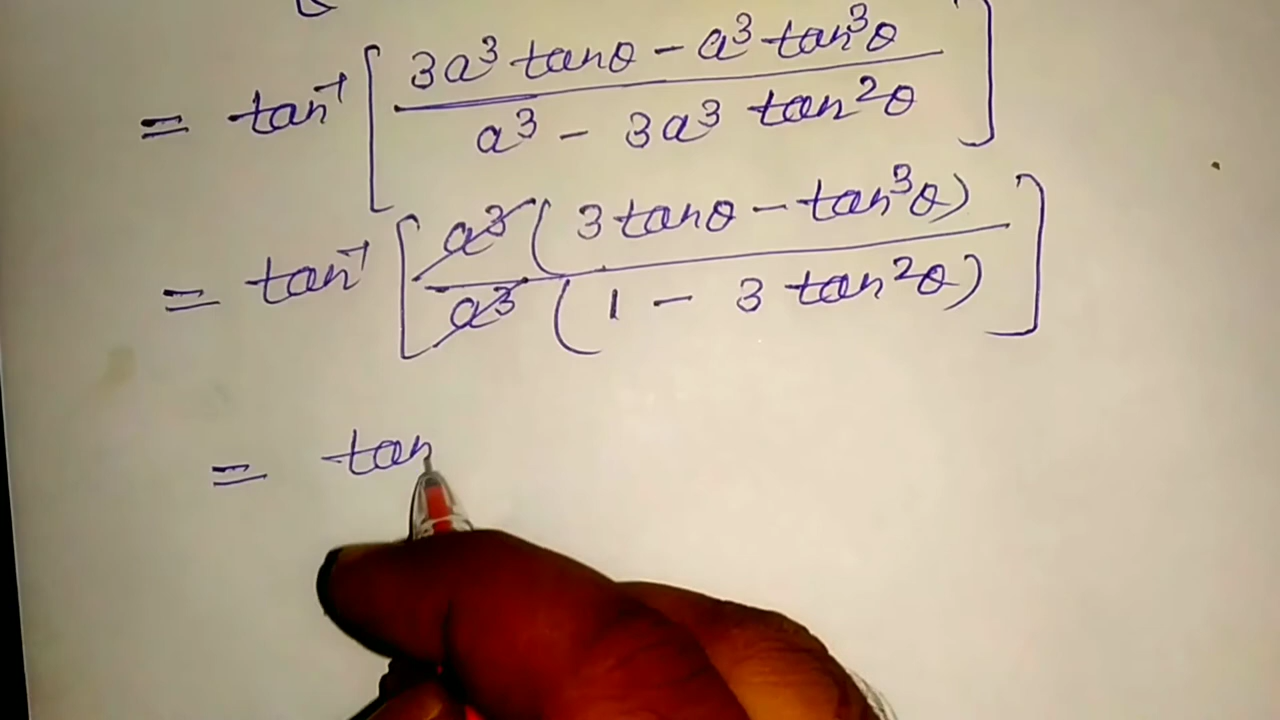 = tan⁻¹ [ 3a³ tanθ − a³ tan³θ / a³ − 3a³ tan²θ ]
= tan⁻¹ [ a³ ( 3 tanθ − tan³θ ) / a³ ( 1 − 3 tan²θ ) ]
= tan